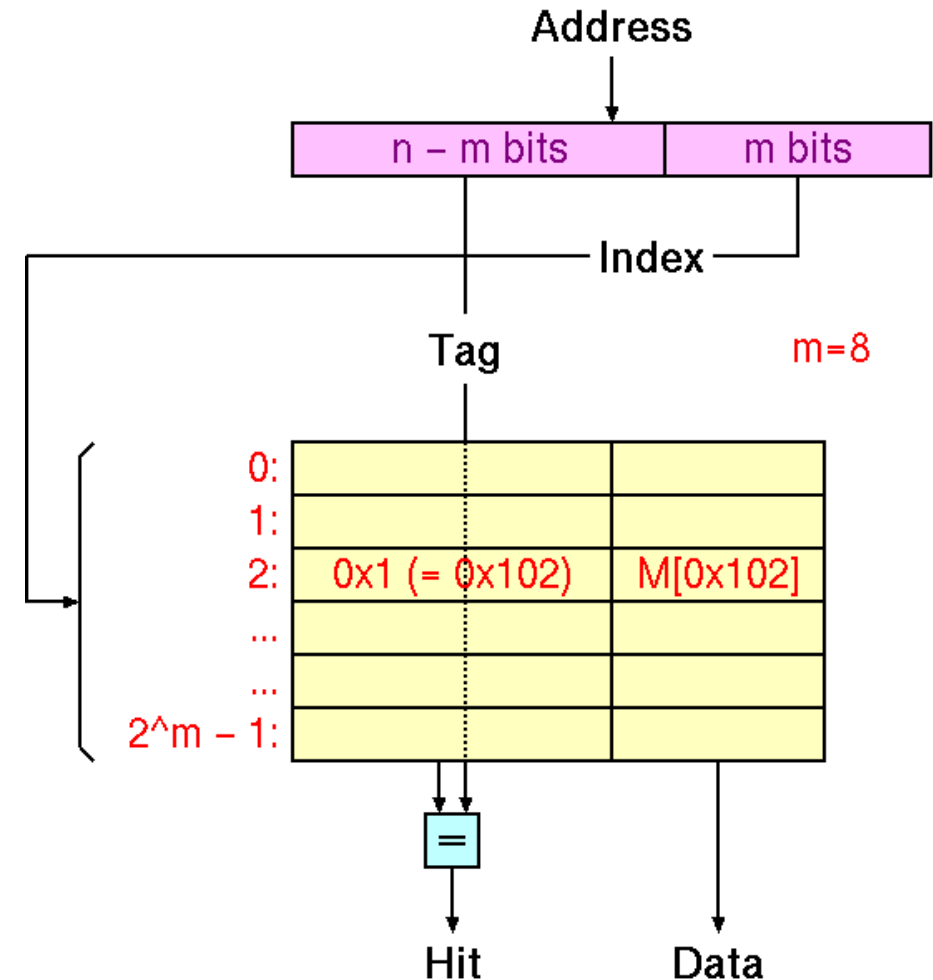 Address
n – m bits m bits
Index
Tag
m=8
0:
1:
2: 0x1 (= 0x102) M[0x102]
...
...
2^m – 1:
=
Hit Data